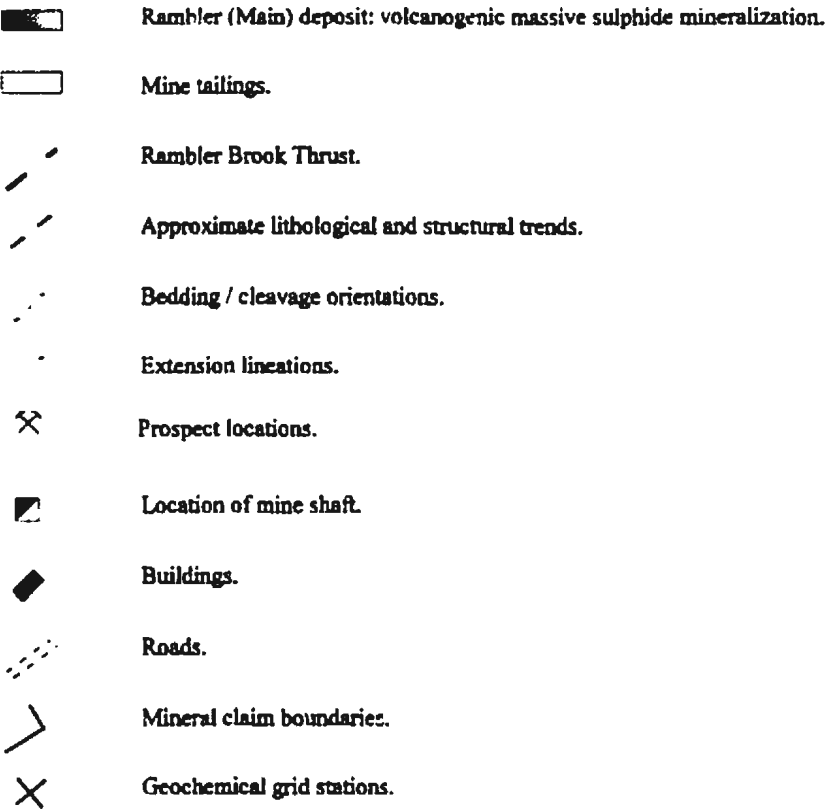 Rambler (Main) deposit: volcanogenic massive sulphide mineralization.
Mine tailings.
Rambler Brook Thrust.
Approximate lithological and structural trends.
Bedding / cleavage orientations.
Extension lineations.
Prospect locations.
Location of mine shaft.
Buildings.
Roads.
Mineral claim boundaries.
Geochemical grid stations.